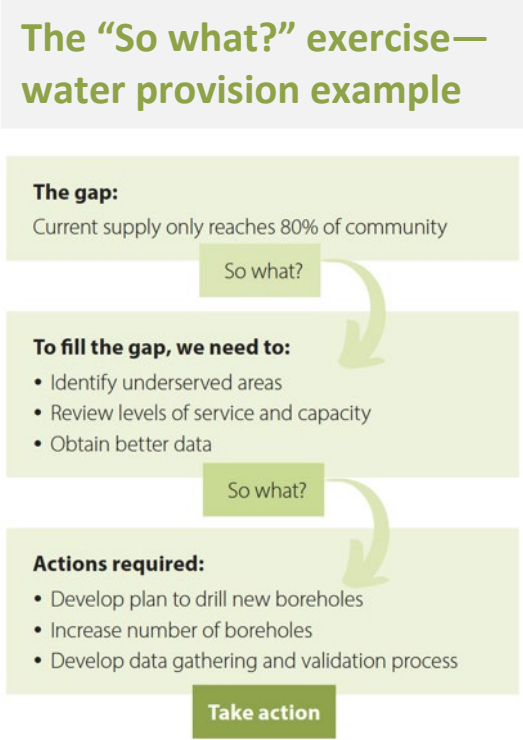 The “So what?” exercise—
water provision example
The gap:
Current supply only reaches 80% of community
So what?
To fill the gap, we need to:
• Identify underserved areas
• Review levels of service and capacity
• Obtain better data
So what?
Actions required:
• Develop plan to drill new boreholes
• Increase number of boreholes
• Develop data gathering and validation process
Take action